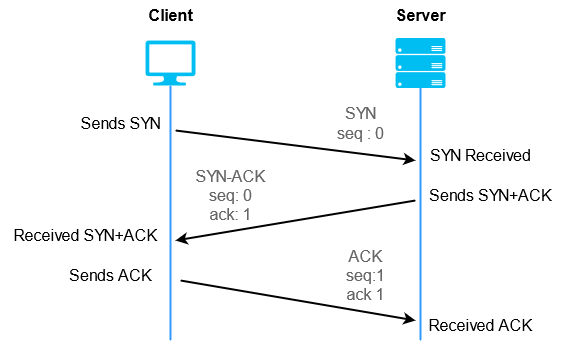 Client
Server
SYN
seq : 0
Sends SYN
SYN Received
SYN-ACK
seq: 0
ack: 1
Sends SYN+ACK
Received SYN+ACK
ACK
seq:1
ack 1
Sends ACK
Received ACK